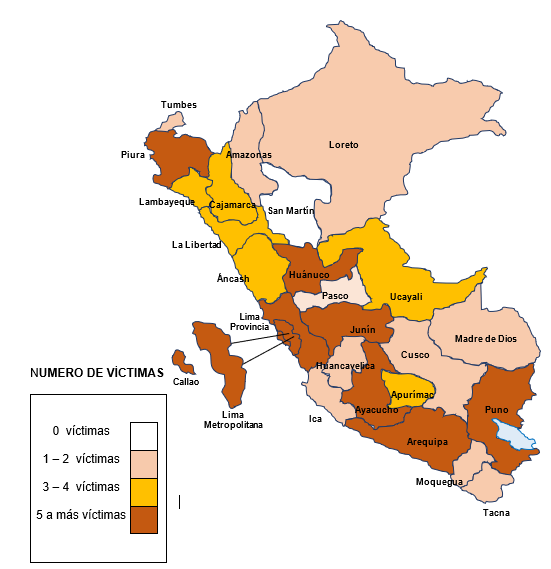 Tumbes
Piura
Amazonas
Loreto
Lambayeque
Cajamarca
San Martín
La Libertad
Áncash
Huánuco
Pasco
Ucayali
Lima
Provincia
Junín
Madre de Dios
Cusco
Huancavelica
NUMERO DE VÍCTIMAS
Callao
Apurímac
Lima
Metropolitana
Ica
Ayacucho
Puno
0 víctimas
Arequipa
1 – 2 víctimas
3 – 4 víctimas
Moquegua
5 a más víctimas
Tacna